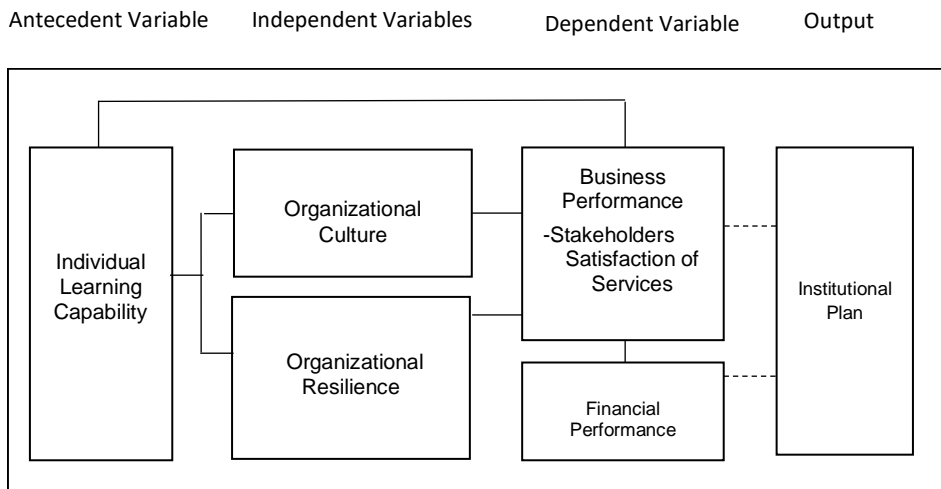 Antecedent Variable Independent Variables Dependent Variable Output
Individual
Learning
Capability
Organizational
Culture
Organizational
Resilience
Business
Performance
-Stakeholders
Satisfaction of
Services
Financial
Performance
Institutional
Plan